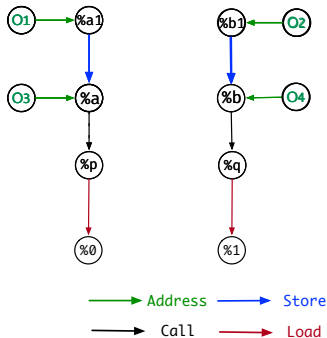 O1 %a1 %b1 O2
O3 %a %b O4
%p %q
%0 %1
Address Store
Call Load